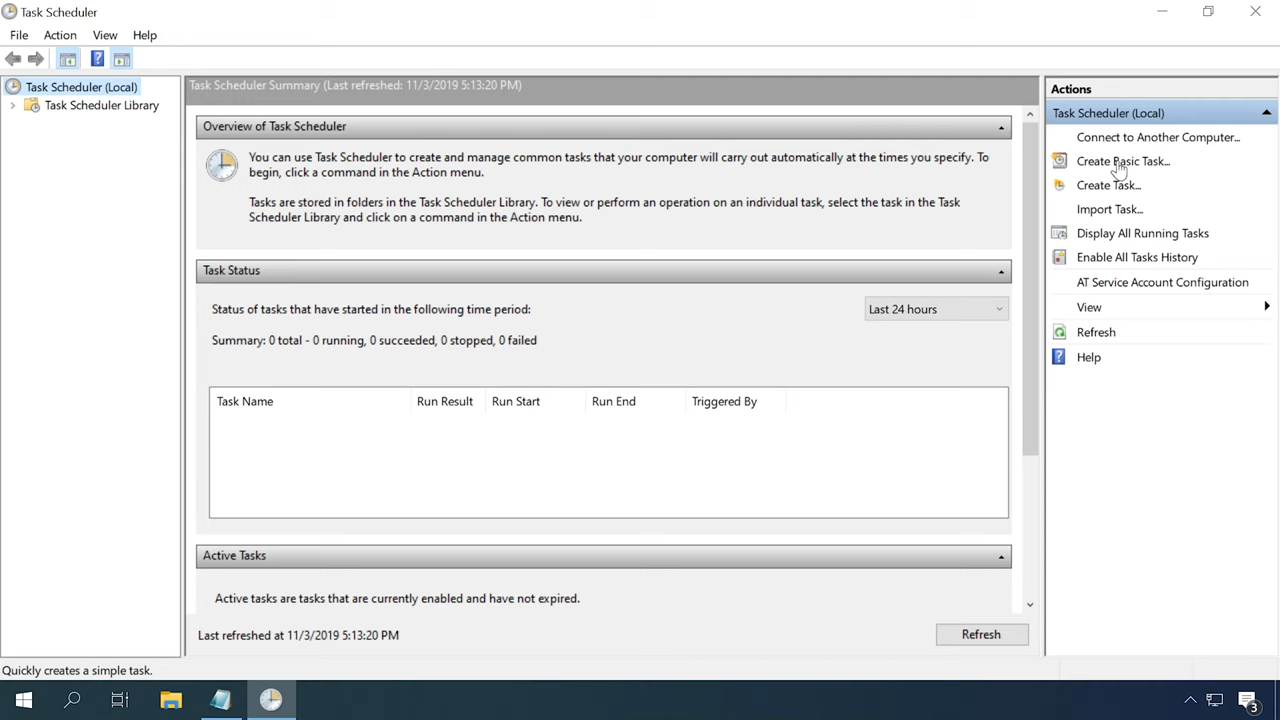 Task Scheduler
File Action View Help
Task Scheduler (Local)
Task Scheduler Library
Task Scheduler Summary (Last refreshed: 11/3/2019 5:13:20 PM)
Overview of Task Scheduler
You can use Task Scheduler to create and manage common tasks that your computer will carry out automatically at the times you specify. To
begin, click a command in the Action menu.
Tasks are stored in folders in the Task Scheduler Library. To view or perform an operation on an individual task, select the task in the Task
Scheduler Library and click on a command in the Action menu.
Task Status
Status of tasks that have started in the following time period:
Last 24 hours
Summary: 0 total - 0 running, 0 succeeded, 0 stopped, 0 failed
Task Name Run Result Run Start Run End Triggered By
Active Tasks
Active tasks are tasks that are currently enabled and have not expired.
Last refreshed at 11/3/2019 5:13:20 PM
Refresh
Actions
Task Scheduler (Local)
Connect to Another Computer...
Create Basic Task...
Create Task...
Import Task...
Display All Running Tasks
Enable All Tasks History
AT Service Account Configuration
View
Refresh
Help
Quickly creates a simple task.
3